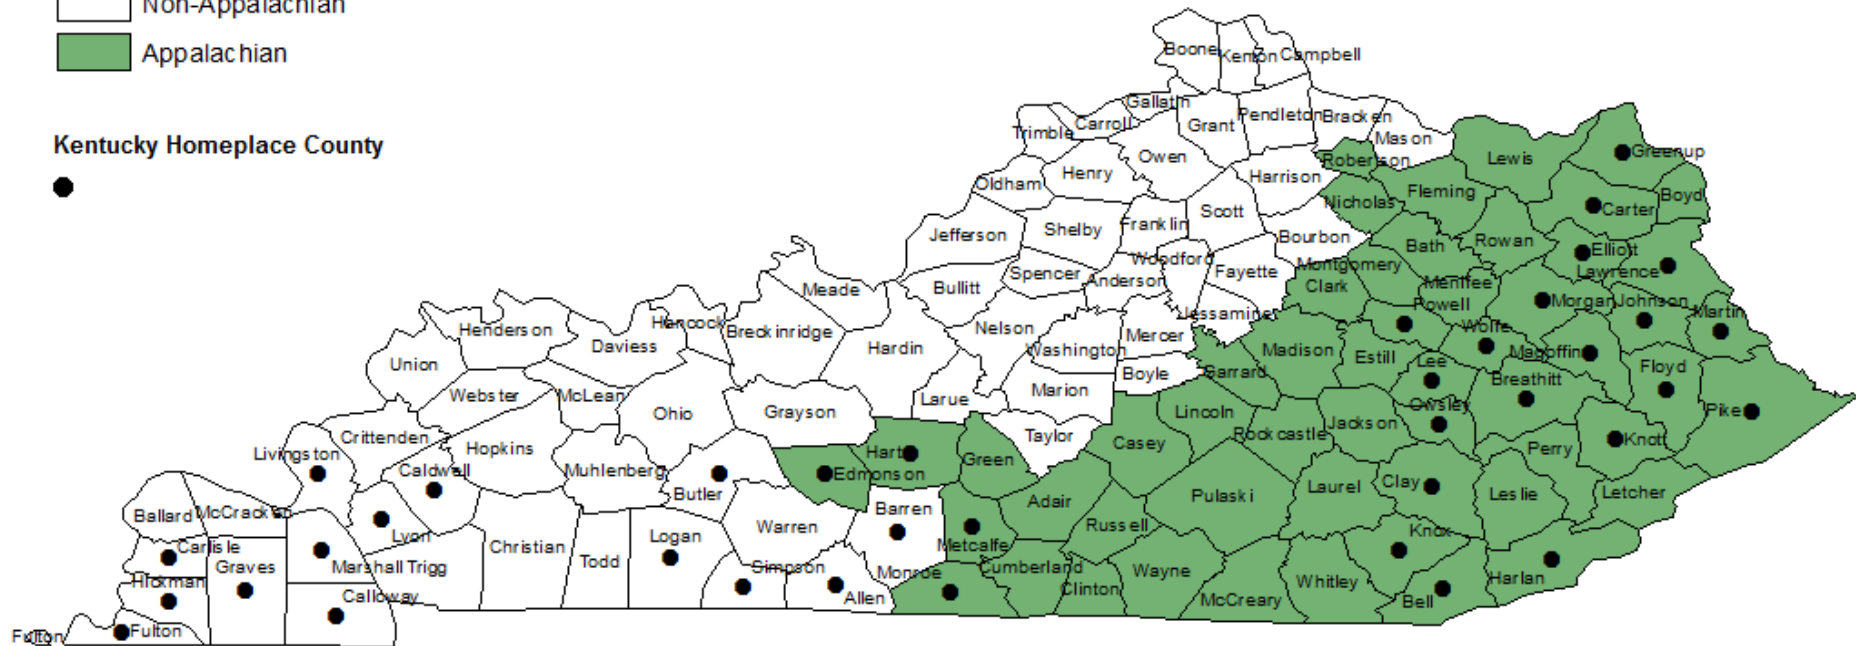 Non-Appalachian
Appalachian
Kentucky Homeplace County
Boone
Kenton
Campbell
Gallatin
Trimble
Carroll
Grant
Pendleton
Bracken
Mason
Owen
Robertson
Lewis
Greenup
Oldham
Henry
Harrison
Fleming
Nicholas
Carter
Boyd
Jefferson
Shelby
Franklin
Scott
Bourbon
Bath
Rowan
Elliott
Spencer
Woodford
Fayette
Montgomery
Lawrence
Meade
Bullitt
Anderson
Clark
Menifee
Henderson
Hancock
Breckinridge
Nelson
Jessamine
Powell
Morgan
Johnson
Martin
Daviess
Hardin
Washington
Mercer
Madison
Estill
Wolfe
Magoffin
Union
Boyle
Garrard
Lee
Floyd
Webster
McLean
Ohio
Grayson
Larue
Marion
Breathitt
Owsley
Pike
Crittenden
Hopkins
Taylor
Casey
Lincoln
Rockcastle
Jackson
Knott
Livingston
Caldwell
Muhlenberg
Butler
Hart
Edmonson
Green
Perry
Ballard
McCracken
Lyon
Warren
Barren
Adair
Pulaski
Laurel
Clay
Leslie
Letcher
Carlisle
Graves
Marshall
Trigg
Christian
Todd
Logan
Metcalfe
Russell
Knox
Hickman
Simpson
Monroe
Cumberland
Clinton
Wayne
Whitley
Harlan
Calloway
Allen
McCreary
Bell
Fulton
Fulton